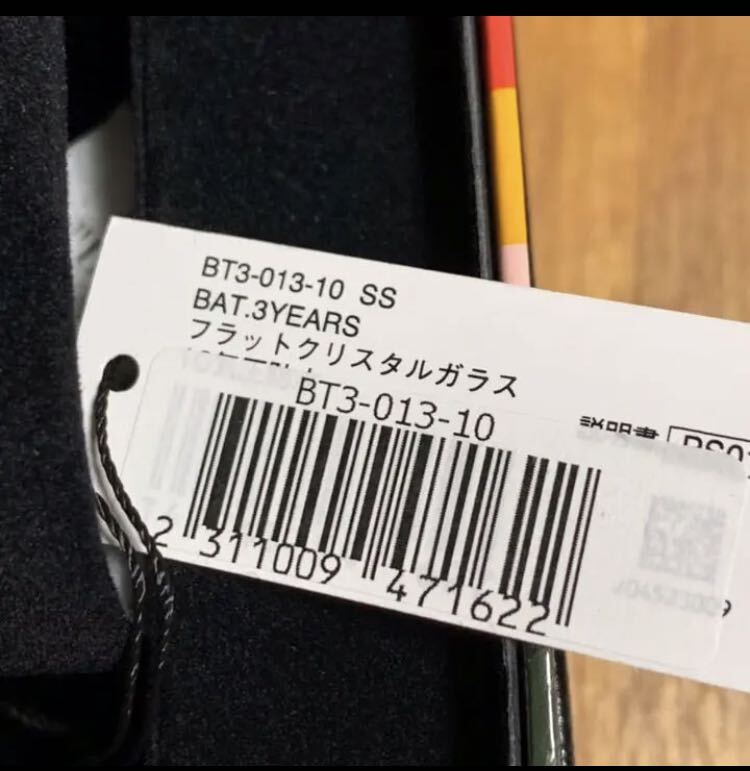 BT3-013-10 SS
BAT.3YEARS
フラットクリスタルガラス
BT3-013-10
2 311009 471622
説明書